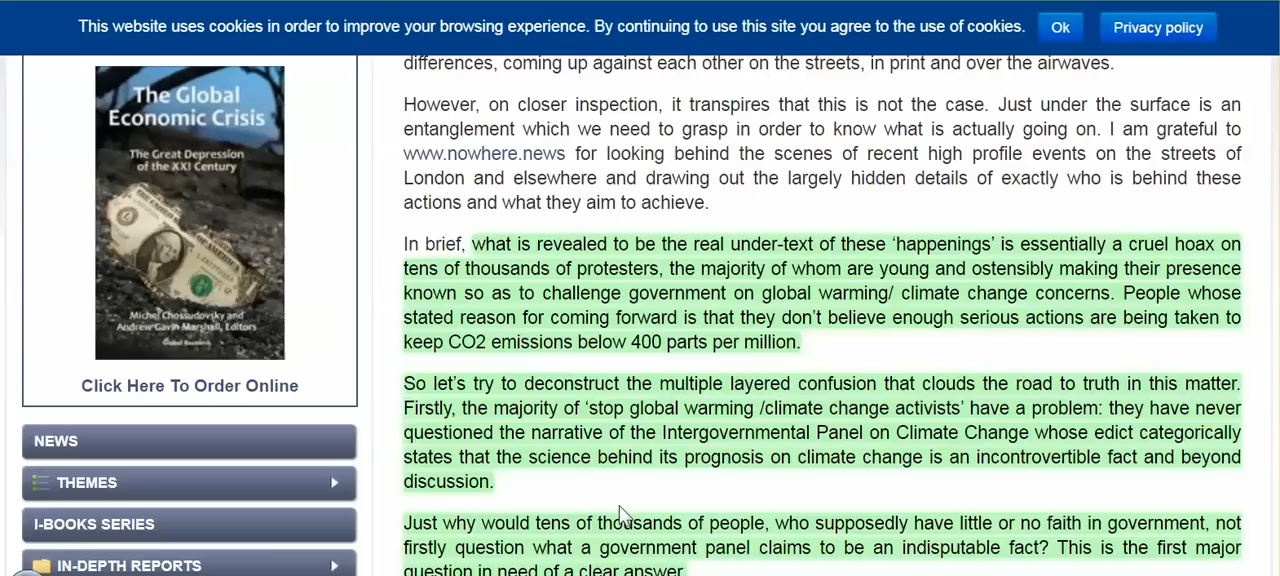 This website uses cookies in order to improve your browsing experience. By continuing to use this site you agree to the use of cookies. Ok Privacy policy
The Global
Economic Crisis
The Great Depression
of the XXI Century
Michel Chossudovsky and
Andrew Gavin Marshall, Editors
Global Research
Click Here To Order Online
NEWS
THEMES
I-BOOKS SERIES
IN-DEPTH REPORTS
differences, coming up against each other on the streets, in print and over the airwaves.
However, on closer inspection, it transpires that this is not the case. Just under the surface is an
entanglement which we need to grasp in order to know what is actually going on. I am grateful to
www.nowhere.news for looking behind the scenes of recent high profile events on the streets of
London and elsewhere and drawing out the largely hidden details of exactly who is behind these
actions and what they aim to achieve.
In brief, what is revealed to be the real under-text of these ‘happenings’ is essentially a cruel hoax on
tens of thousands of protesters, the majority of whom are young and ostensibly making their presence
known so as to challenge government on global warming/ climate change concerns. People whose
stated reason for coming forward is that they don’t believe enough serious actions are being taken to
keep CO2 emissions below 400 parts per million.
So let’s try to deconstruct the multiple layered confusion that clouds the road to truth in this matter.
Firstly, the majority of ‘stop global warming /climate change activists’ have a problem: they have never
questioned the narrative of the Intergovernmental Panel on Climate Change whose edict categorically
states that the science behind its prognosis on climate change is an incontrovertible fact and beyond
discussion.
Just why would tens of thousands of people, who supposedly have little or no faith in government, not
firstly question what a government panel claims to be an indisputable fact? This is the first major
question in need of a clear answer.